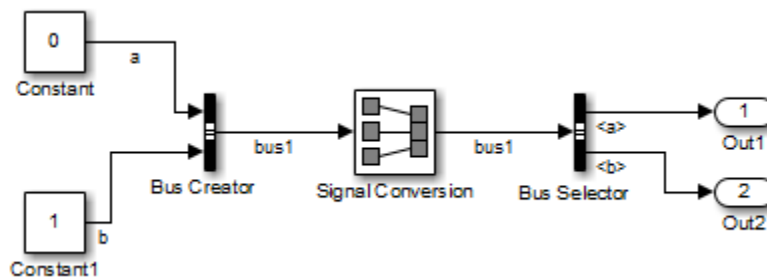 0
a
Constant
bus1
Bus Creator
Signal Conversion
bus1
<a>
<b>
Bus Selector
1
Out1
2
Out2
1
b
Constant1